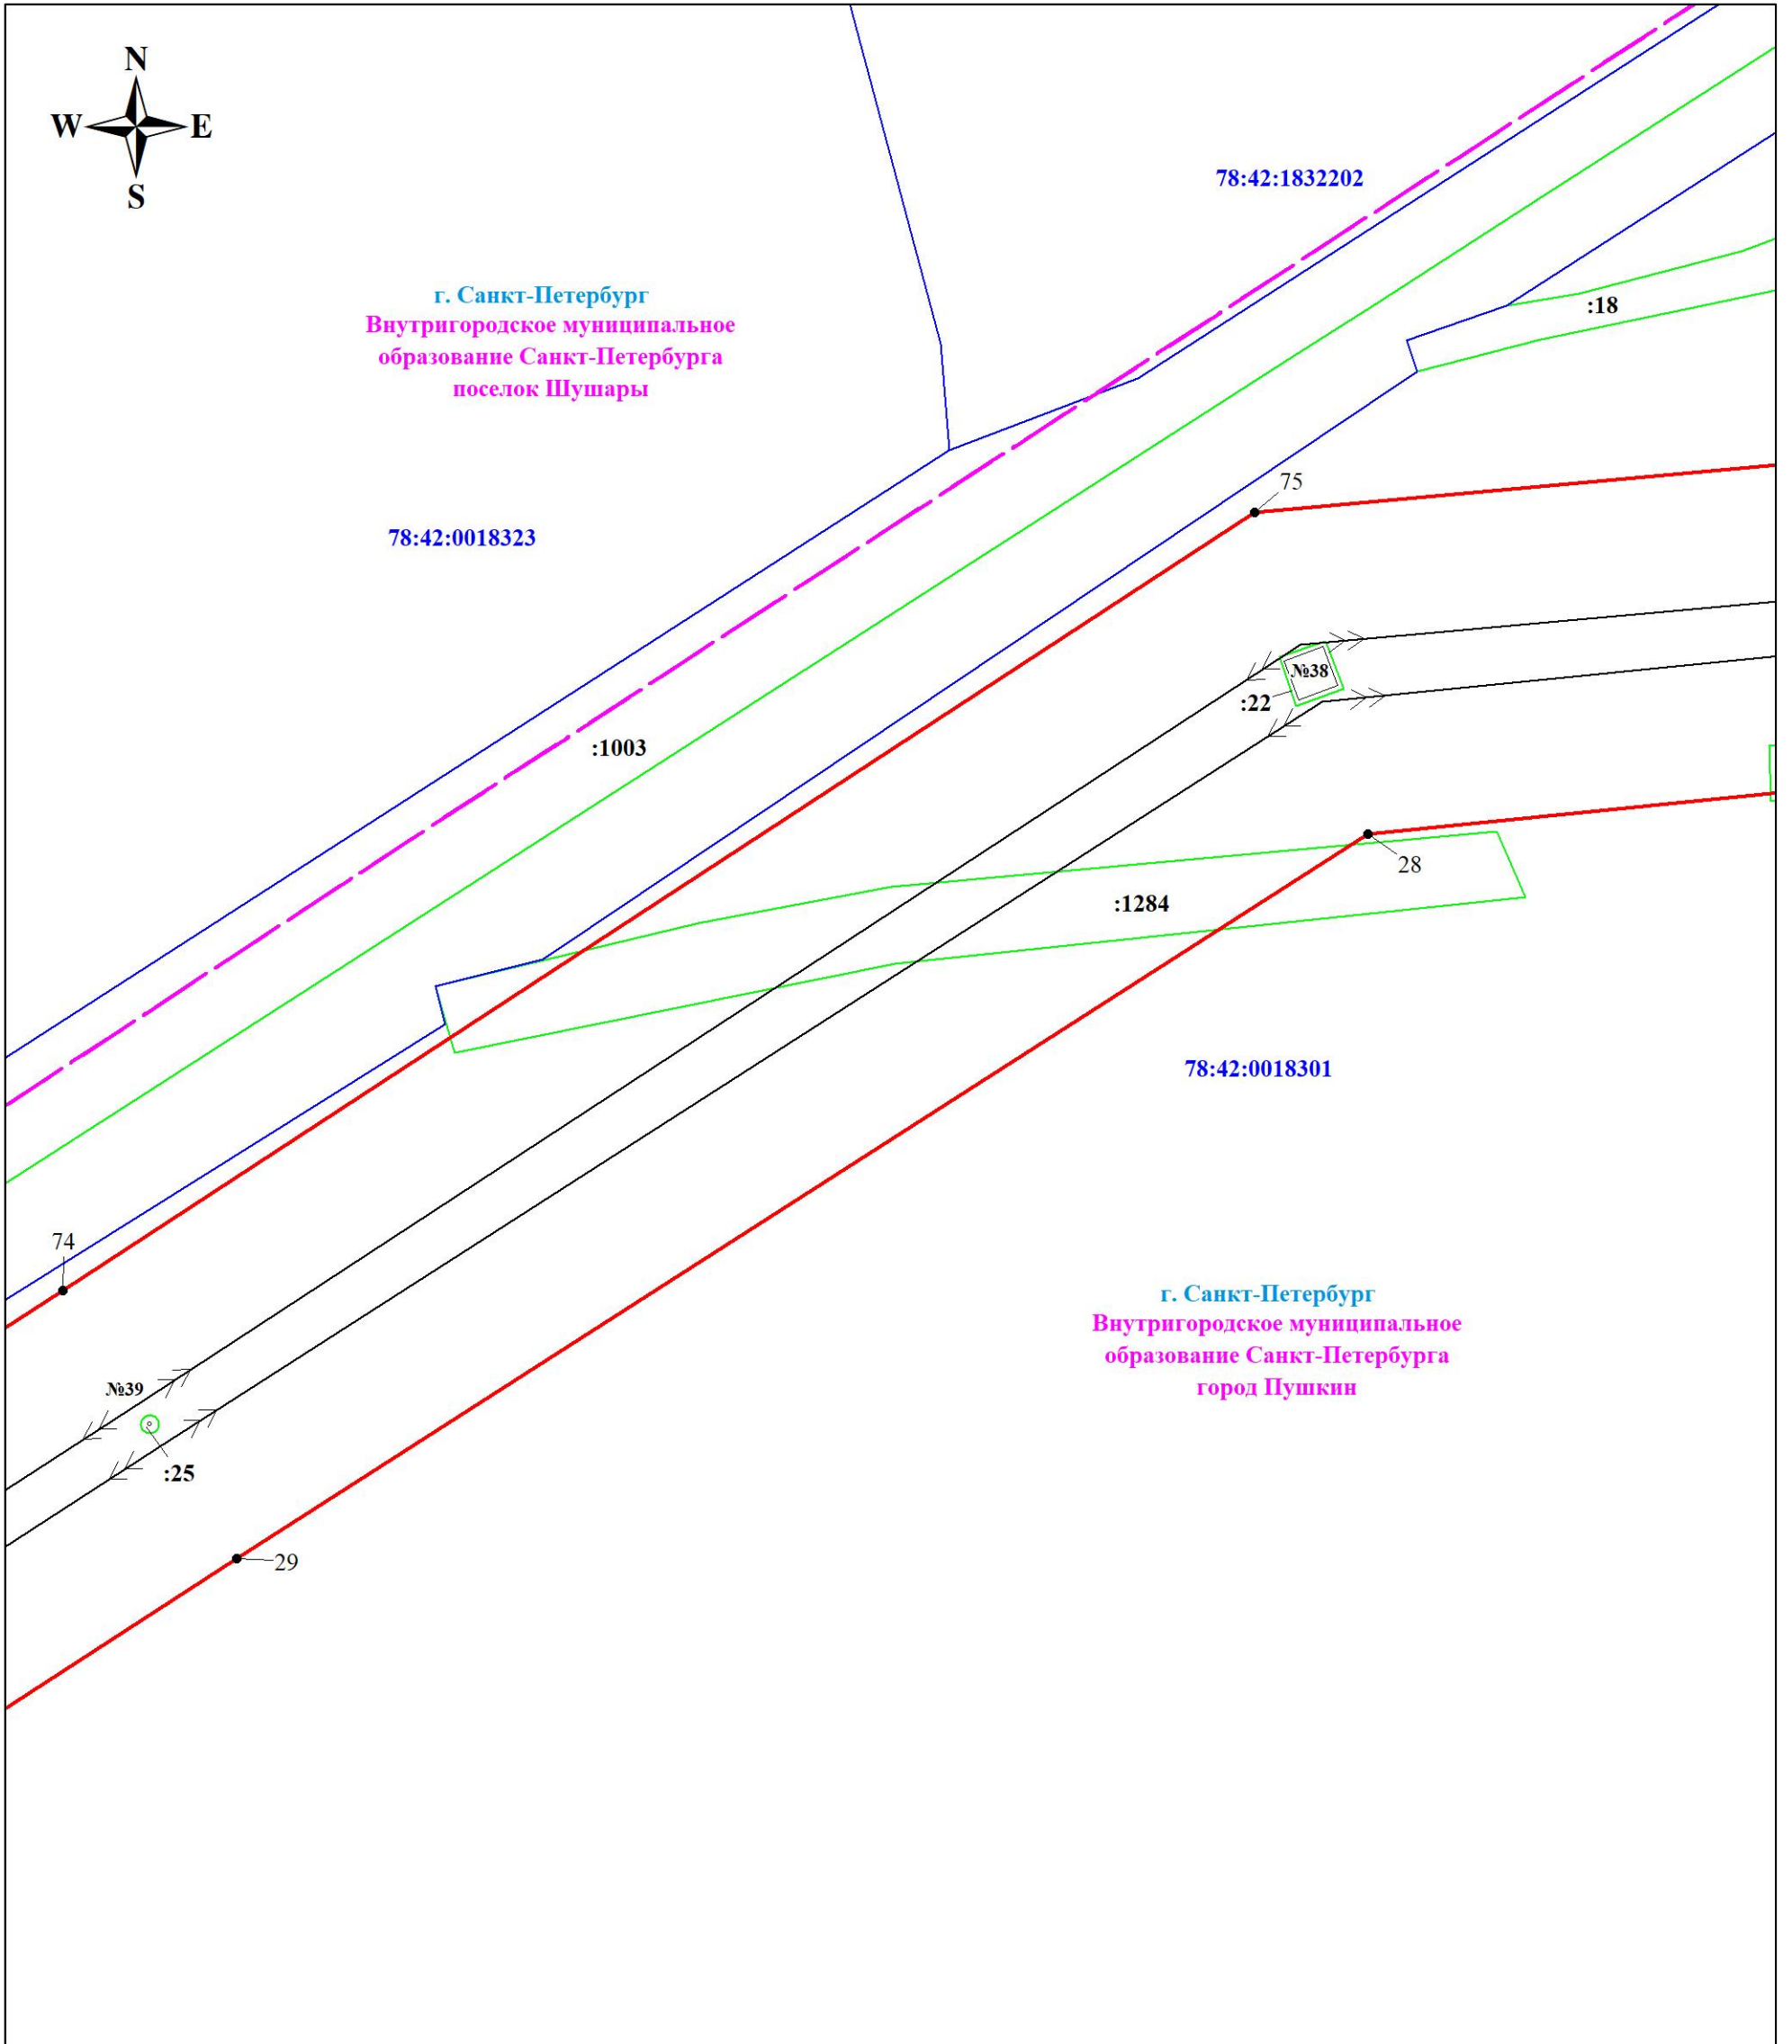 N
W E
S
78:42:1832202
г. Санкт-Петербург
Внутригородское муниципальное
образование Санкт-Петербурга
поселок Шушары
:18
75
78:42:0018323
№38
:22
:1003
28
:1284
78:42:0018301
74
г. Санкт-Петербург
Внутригородское муниципальное
образование Санкт-Петербурга
город Пушкин
№39
:25
29